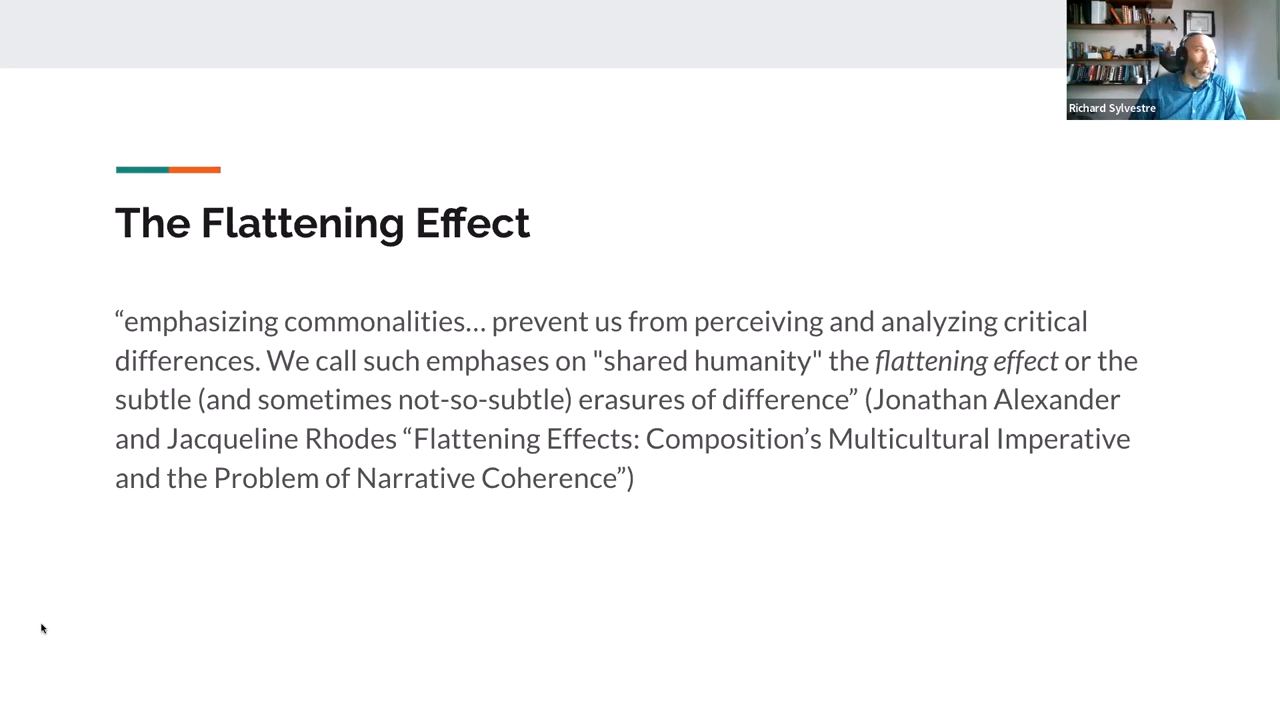 Richard Sylvestre
The Flattening Effect
“emphasizing commonalities... prevent us from perceiving and analyzing critical
differences. We call such emphases on "shared humanity" the flattening effect or the
subtle (and sometimes not-so-subtle) erasures of difference” (Jonathan Alexander
and Jacqueline Rhodes “Flattening Effects: Composition’s Multicultural Imperative
and the Problem of Narrative Coherence”)